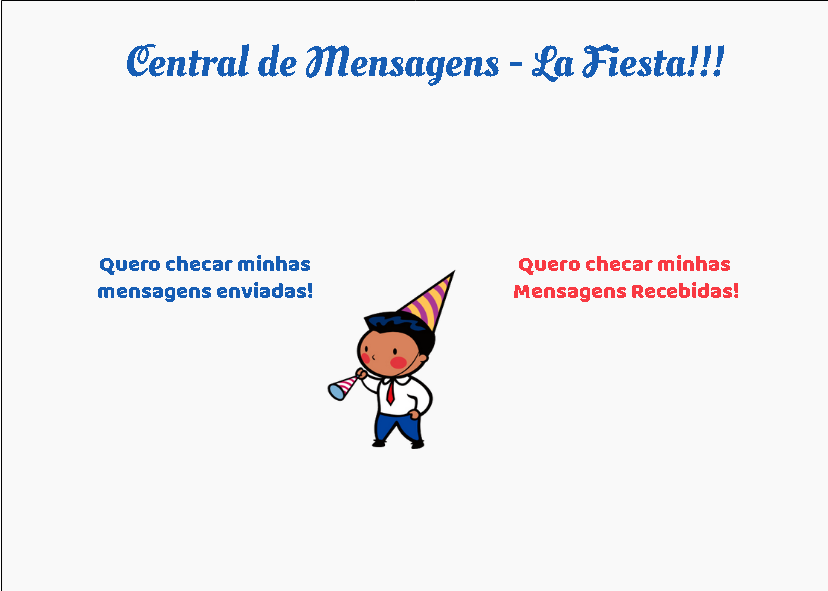 Central de Mensagens - La Fiesta!!!
Quero checar minhas
mensagens enviadas!
Quero checar minhas
Mensagens Recebidas!